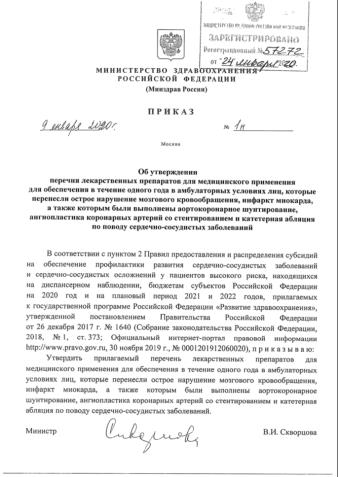 МИНИСТЕРСТВО ЮСТИЦИИ РОССИЙСКОЙ ФЕДЕРАЦИИ
ЗАРЕГИСТРИРОВАНО
Регистрационный № 57272
от "24" января 2020.
МИНИСТЕРСТВО ЗДРАВООХРАНЕНИЯ
РОССИЙСКОЙ ФЕДЕРАЦИИ
(Минздрав России)
ПРИКАЗ
9 января 2020г.
№ 1н
Москва
Об утверждении
перечня лекарственных препаратов для медицинского применения
для обеспечения в течение одного года в амбулаторных условиях лиц, которые
перенесли острое нарушение мозгового кровообращения, инфаркт миокарда,
а также которым были выполнены аортокоронарное шунтирование,
ангиопластика коронарных артерий со стентированием и катетерная абляция
по поводу сердечно-сосудистых заболеваний
В соответствии с пунктом 2 Правил предоставления и распределения субсидий
на обеспечение профилактики развития сердечно-сосудистых заболеваний
и сердечно-сосудистых осложнений у пациентов высокого риска, находящихся
на диспансерном наблюдении, бюджетам субъектов Российской Федерации
на 2020 год и на плановый период 2021 и 2022 годов, прилагаемых
к государственной программе Российской Федерации «Развитие здравоохранения»,
утвержденной постановлением Правительства Российской Федерации
от 26 декабря 2017 г. № 1640 (Собрание законодательства Российской Федерации,
2018, № 1, ст. 373; Официальный интернет-портал правовой информации
http://www.pravo.gov.ru, 30 ноября 2019 г., № 0001201912060020), приказываю:
Утвердить прилагаемый перечень лекарственных препаратов для
медицинского применения для обеспечения в течение одного года в амбулаторных
условиях лиц, которые перенесли острое нарушение мозгового кровообращения,
инфаркт миокарда, а также которым были выполнены аортокоронарное
шунтирование, ангиопластика коронарных артерий со стентированием и катетерная
абляция по поводу сердечно-сосудистых заболеваний.
Министр
В.И. Скворцова